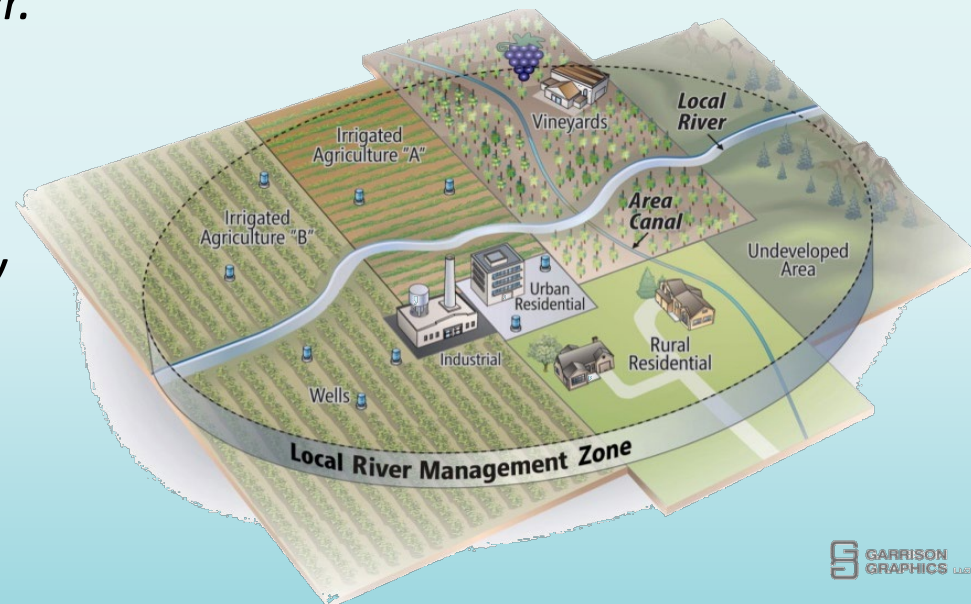 Vineyards
Local
River
Irrigated
Agriculture "A"
Area
Canal
Irrigated
Agriculture "B"
Undeveloped
Area
Urban
Residential
Rural
Residential
Industrial
Wells
Local River Management Zone
GARRISON
GRAPHICS LLC